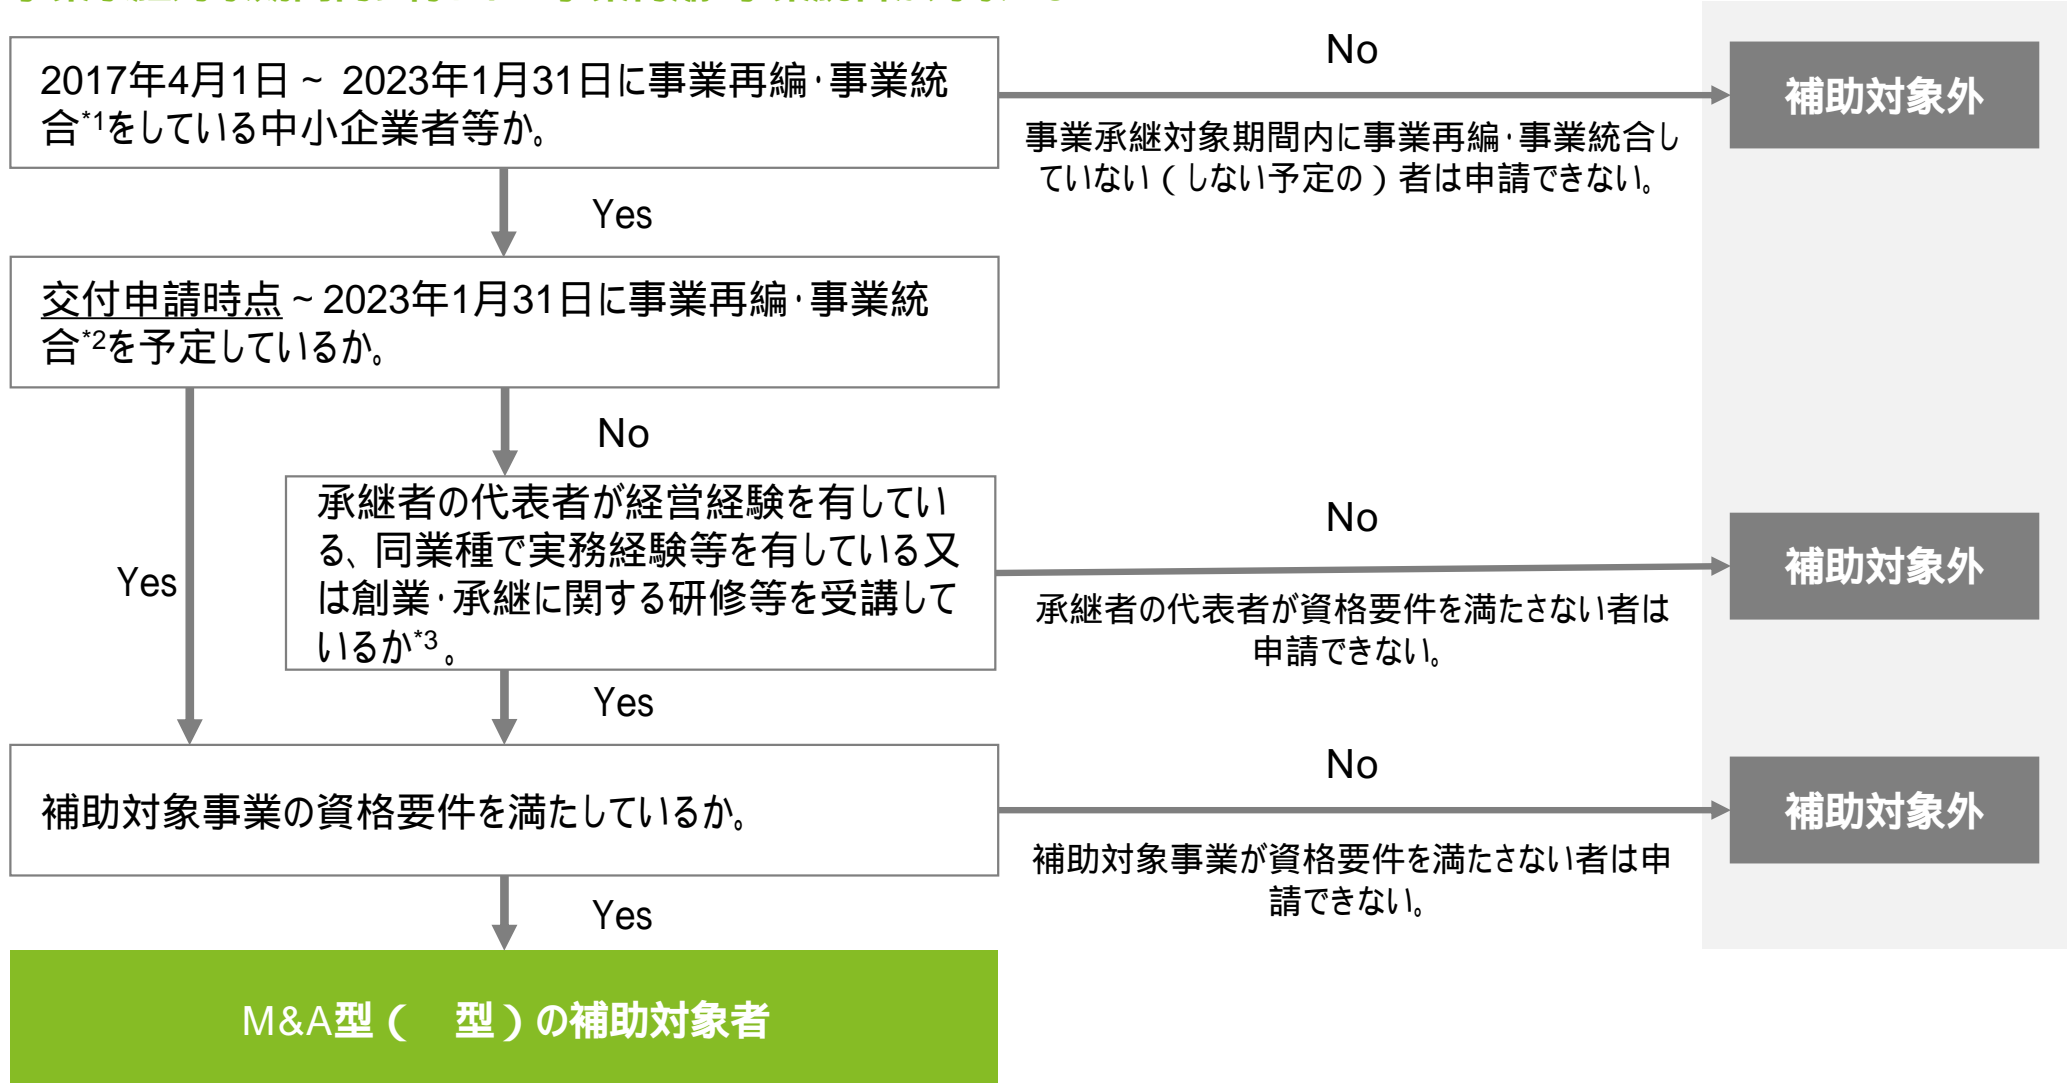 No
2017年4月1日 ~ 2023年1月31日に事業再編・事業統
合*1をしている中小企業者等か。
補助対象外
事業承継対象期間内に事業再編・事業統合し
ていない（しない予定の）者は申請できない。
Yes
交付申請時点 ~ 2023年1月31日に事業再編・事業統
合*2を予定しているか。
No
承継者の代表者が経営経験を有してい
る、同業種で実務経験等を有している又
は創業・承継に関する研修等を受講して
いるか*3。
No
補助対象外
Yes
承継者の代表者が資格要件を満たさない者は
申請できない。
Yes
No
補助対象事業の資格要件を満たしているか。
補助対象外
補助対象事業が資格要件を満たさない者は申
請できない。
Yes
M&A型（　型）の補助対象者